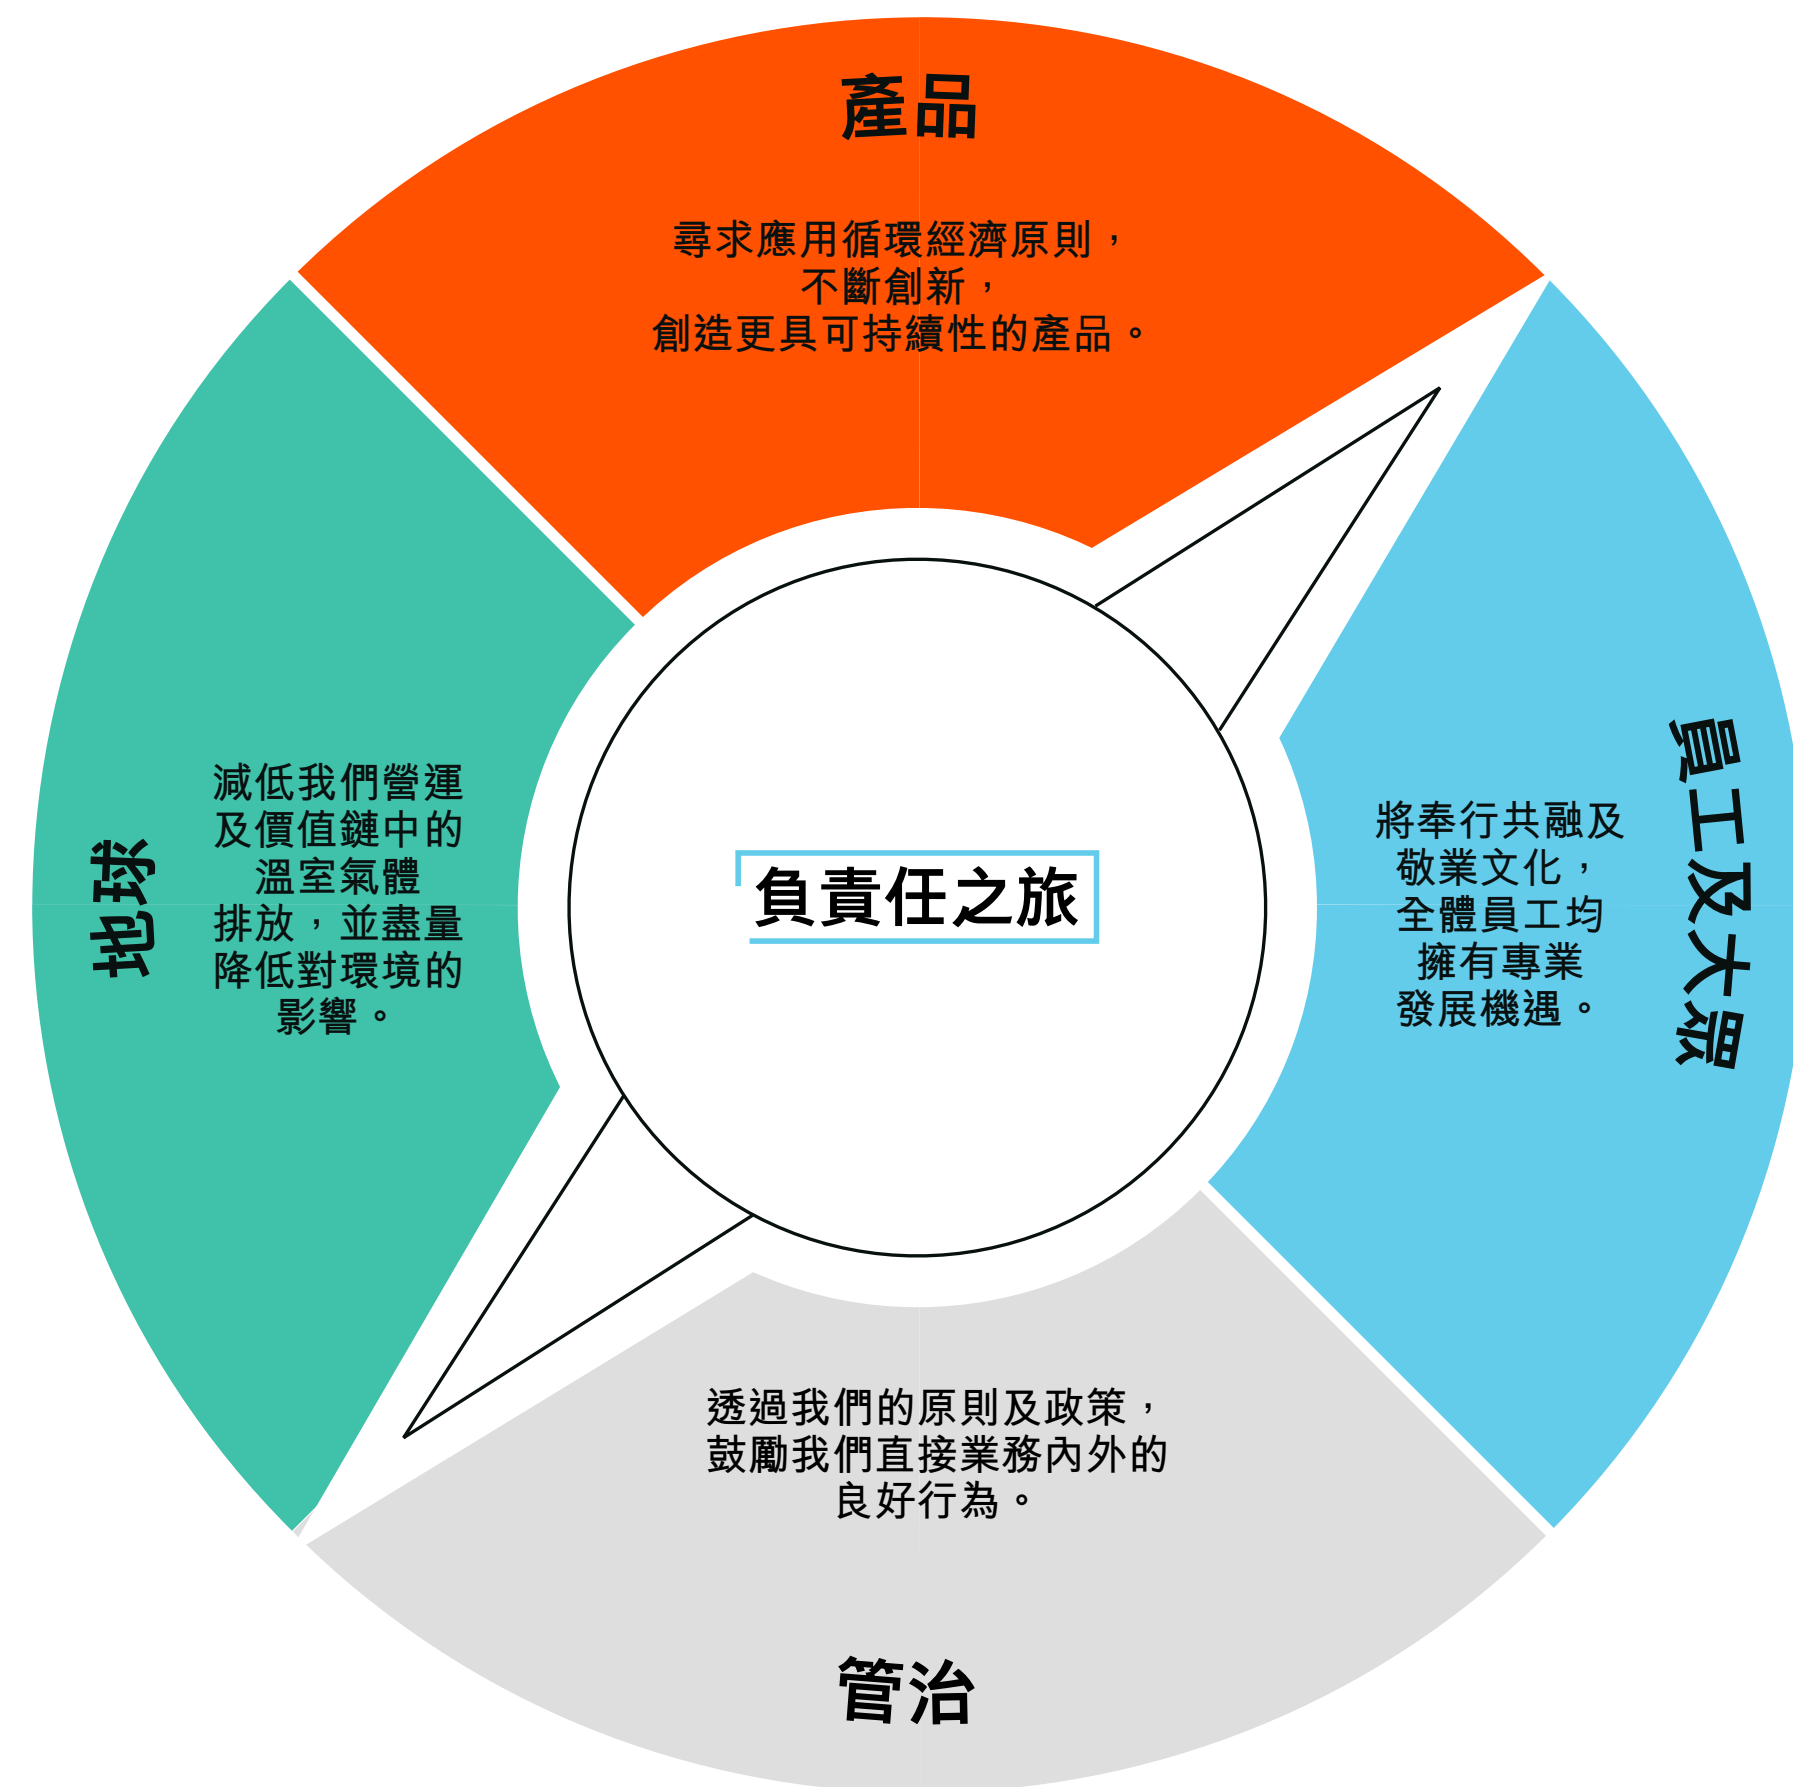 產品
尋求應用循環經濟原則，
不斷創新，
創造更具可持續性的產品。
地球
減低我們營運
及價值鏈中的
溫室氣體
排放，並盡量
降低對環境的
影響。
負責任之旅
將奉行共融及
敬業文化，
全體員工均
擁有專業
發展機遇。
員工及大眾
透過我們的原則及政策，
鼓勵我們直接業務內外的
良好行為。
管治